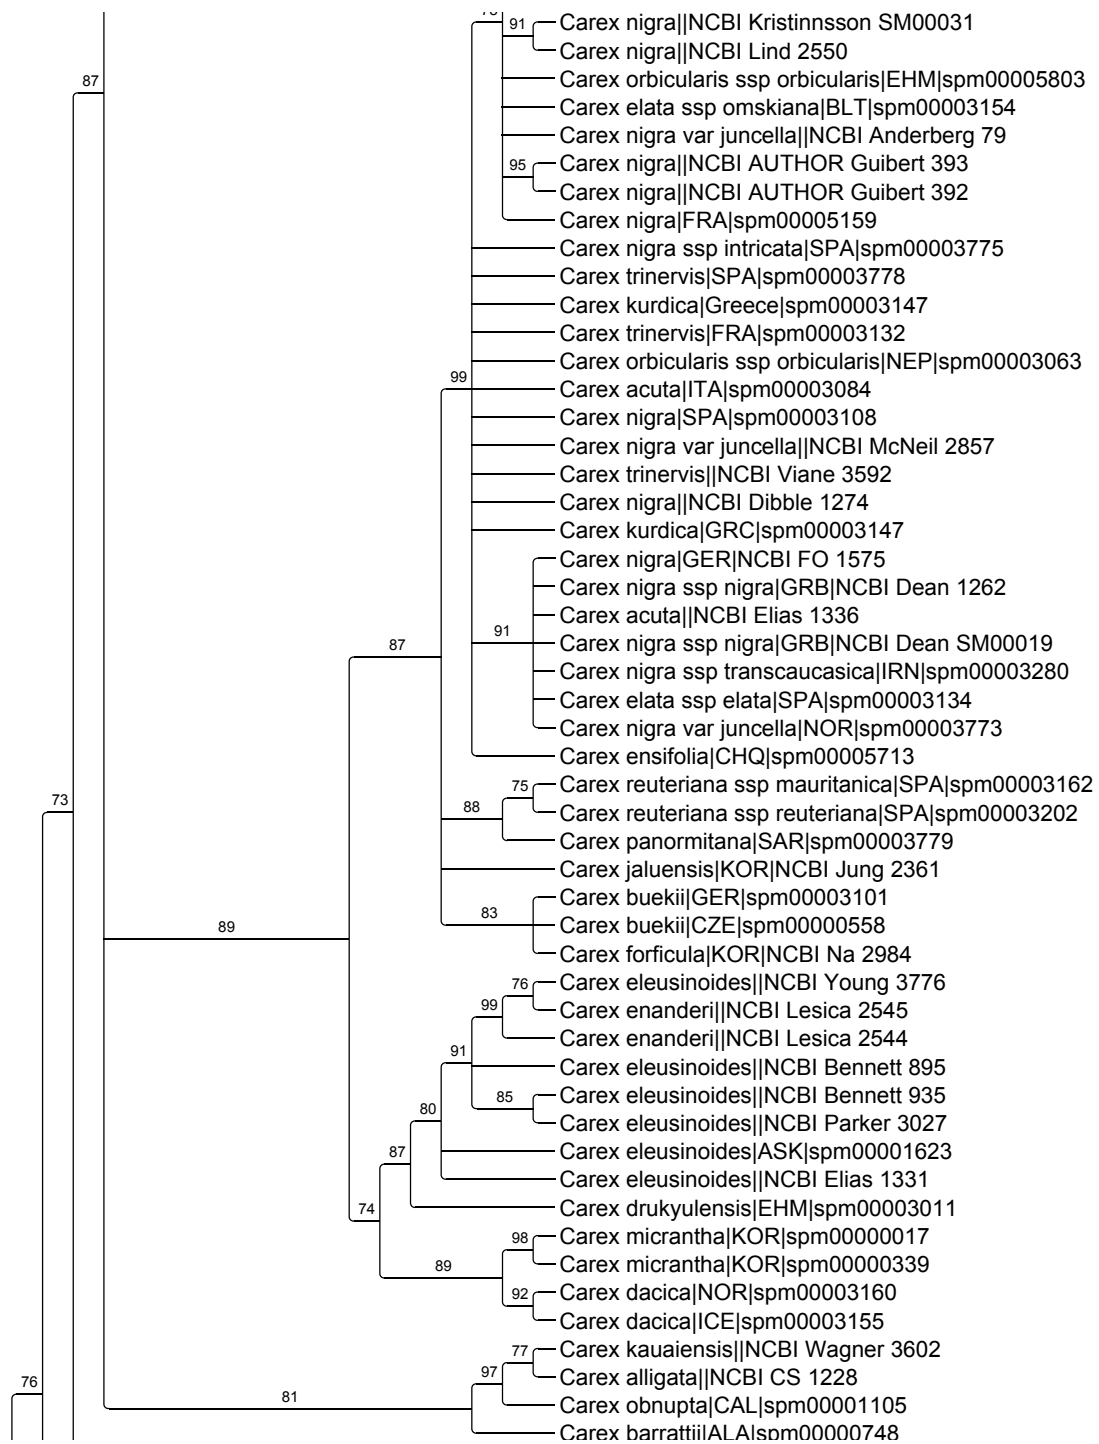 Carex nigra||NCBI Kristinnsson SM00031
91
Carex nigra||NCBI Lind 2550
Carex orbicularis ssp orbicularis|EHM|spm00005803
87
Carex elata ssp omskiana|BLT|spm00003154
Carex nigra var juncella||NCBI Anderberg 79
Carex nigra||NCBI AUTHOR Guibert 393
95
Carex nigra||NCBI AUTHOR Guibert 392
Carex nigra|FRA|spm00005159
Carex nigra ssp intricata|SPA|spm00003775
Carex trinervis|SPA|spm00003778
Carex kurdica|Greece|spm00003147
Carex trinervis|FRA|spm00003132
Carex orbicularis ssp orbicularis|NEP|spm00003063
99
Carex acuta|ITA|spm00003084
Carex nigra|SPA|spm00003108
Carex nigra var juncella||NCBI McNeil 2857
Carex trinervis||NCBI Viane 3592
Carex nigra||NCBI Dibble 1274
Carex kurdica|GRC|spm00003147
Carex nigra|GER|NCBI FO 1575
Carex nigra ssp nigra|GRB|NCBI Dean 1262
Carex acuta||NCBI Elias 1336
91
Carex nigra ssp nigra|GRB|NCBI Dean SM00019
87
Carex nigra ssp transcaucasica|IRN|spm00003280
Carex elata ssp elata|SPA|spm00003134
Carex nigra var juncella|NOR|spm00003773
Carex ensifolia|CHQ|spm00005713
Carex reuteriana ssp mauritanica|SPA|spm00003162
75
73
88
Carex reuteriana ssp reuteriana|SPA|spm00003202
Carex panormitana|SAR|spm00003779
Carex jaluensis|KOR|NCBI Jung 2361
Carex buekii|GER|spm00003101
83
Carex buekii|CZE|spm00000558
89
Carex forficula|KOR|NCBI Na 2984
Carex eleusinoides||NCBI Young 3776
76
99
Carex enanderi||NCBI Lesica 2545
Carex enanderi||NCBI Lesica 2544
91
Carex eleusinoides||NCBI Bennett 895
Carex eleusinoides||NCBI Bennett 935
85
80
Carex eleusinoides||NCBI Parker 3027
Carex eleusinoides|ASK|spm00001623
87
Carex eleusinoides||NCBI Elias 1331
Carex drukyulensis|EHM|spm00003011
74
Carex micrantha|KOR|spm00000017
98
Carex micrantha|KOR|spm00000339
89
Carex dacica|NOR|spm00003160
92
Carex dacica|ICE|spm00003155
Carex kauaiensis||NCBI Wagner 3602
77
Carex alligata||NCBI CS 1228
97
76
81
Carex obnupta|CAL|spm00001105
Carex barrattii|ALA|spm00000748